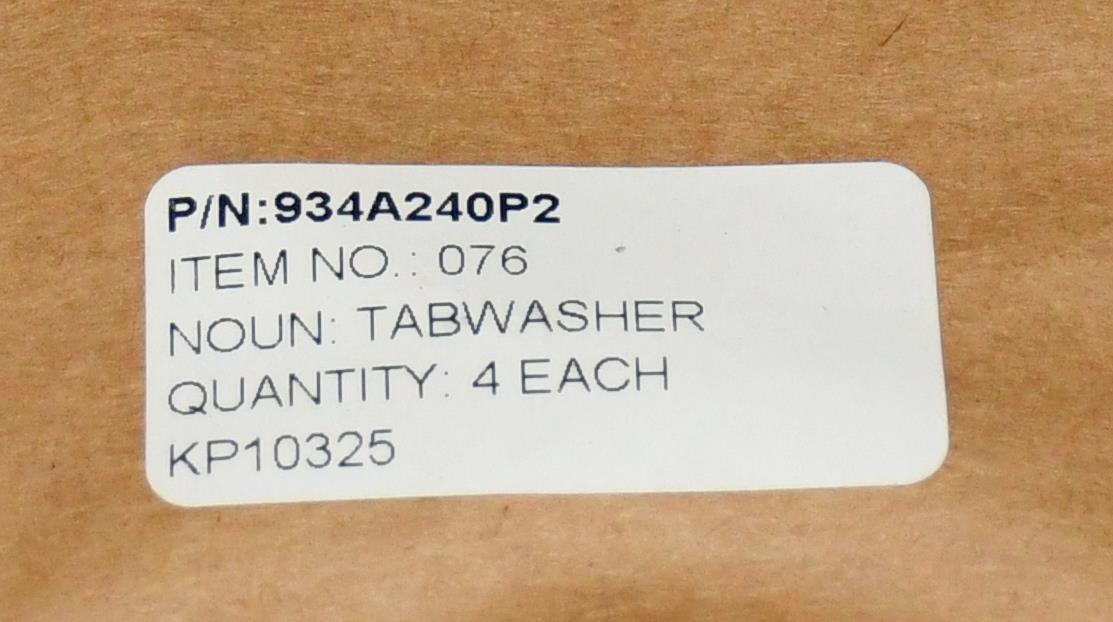 P/N:934A240P2
ITEM NO.: 076
NOUN: TABWASHER
QUANTITY: 4 EACH
KP10325